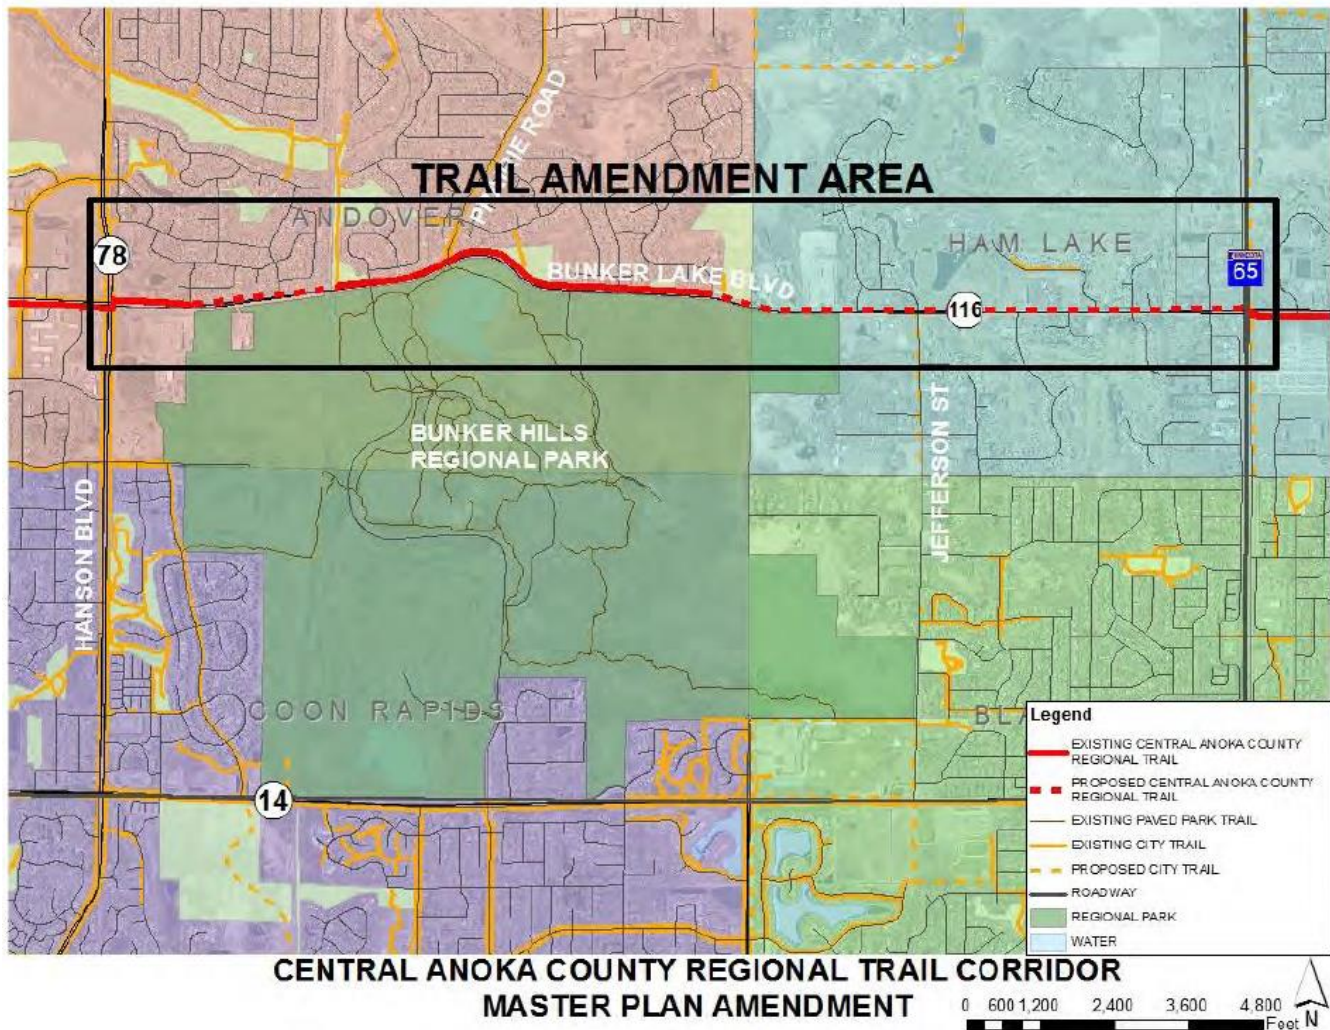 PRAIRIE ROAD
TRAIL AMENDMENT AREA
ANDOVER
HAM LAKE
78
BUNKER LAKE BLVD
MINNESOTA
65
116
BUNKER HILLS
REGIONAL PARK
JEFFERSON ST
HANSON BLVD
COON RAPIDS
BLA
14
Legend
EXISTING CENTRAL ANOKA COUNTY
REGIONAL TRAIL
PROPOSED CENTRAL ANOKA COUNTY
REGIONAL TRAIL
EXISTING PAVED PARK TRAIL
EXISTING CITY TRAIL
PROPOSED CITY TRAIL
ROADWAY
REGIONAL PARK
WATER
CENTRAL ANOKA COUNTY REGIONAL TRAIL CORRIDOR
MASTER PLAN AMENDMENT
0 600 1,200 2,400 3,600 4,800
Feet N